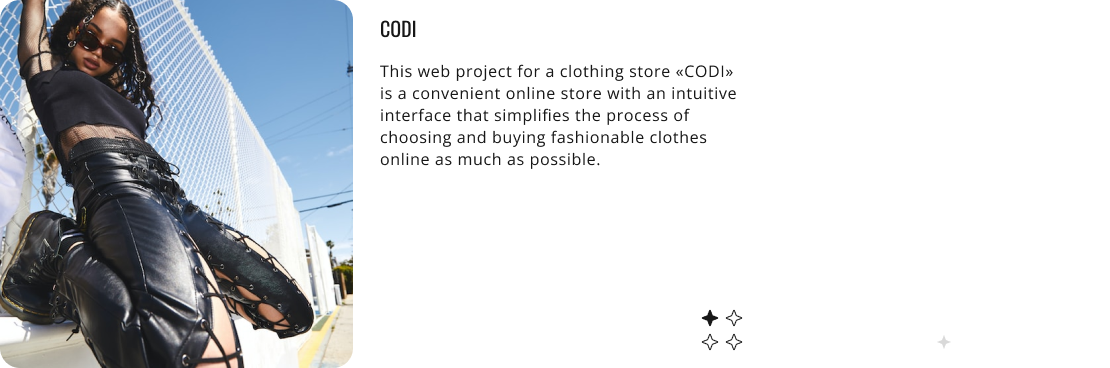 CODI
This web project for a clothing store «CODI»
is a convenient online store with an intuitive
interface that simplifies the process of
choosing and buying fashionable clothes
online as much as possible.